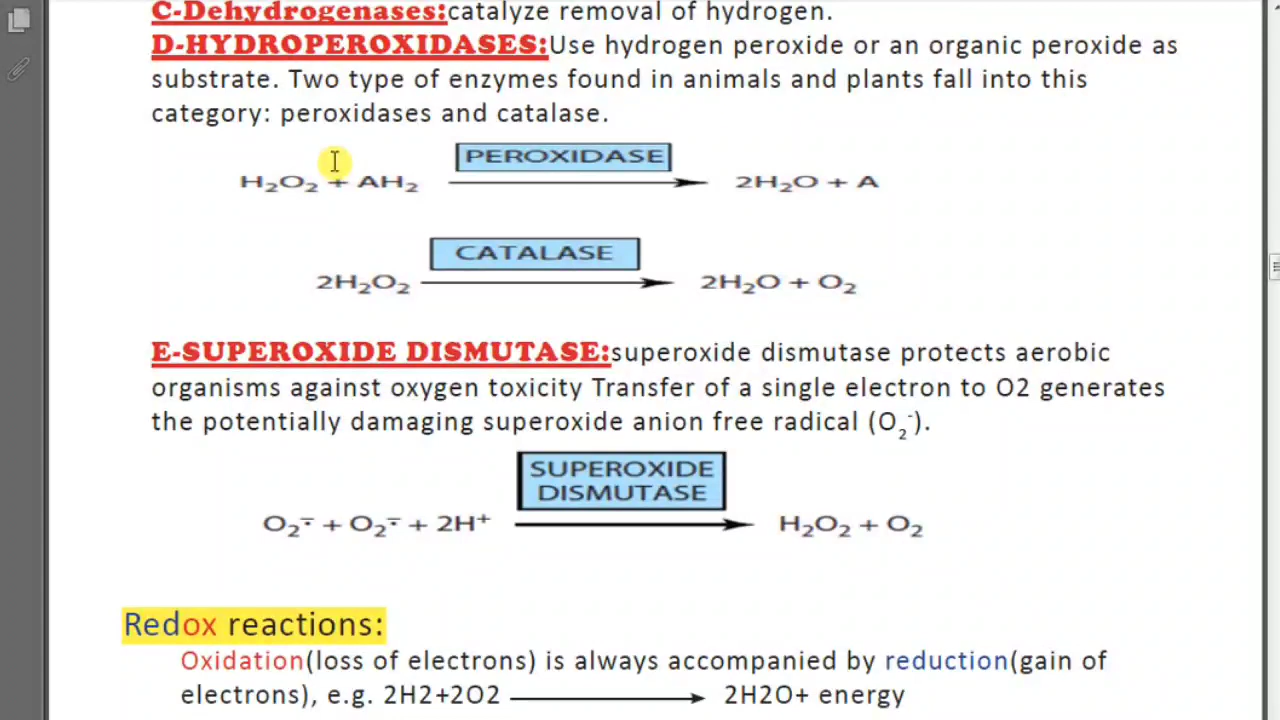 C-Dehydrogenases:catalyze removal of hydrogen.
D-HYDROPEROXIDASES:Use hydrogen peroxide or an organic peroxide as
substrate. Two type of enzymes found in animals and plants fall into this
category: peroxidases and catalase.
PEROXIDASE
H₂O₂ + AH₂ → 2H₂O + A
CATALASE
2H₂O₂ → 2H₂O + O₂
E-SUPEROXIDE DISMUTASE:superoxide dismutase protects aerobic
organisms against oxygen toxicity Transfer of a single electron to O2 generates
the potentially damaging superoxide anion free radical (O₂⁻).
SUPEROXIDE
DISMUTASE
O₂⁻ + O₂⁻ + 2H⁺ → H₂O₂ + O₂
Redox reactions:
Oxidation(loss of electrons) is always accompanied by reduction(gain of
electrons), e.g. 2H2+2O2 → 2H2O+ energy